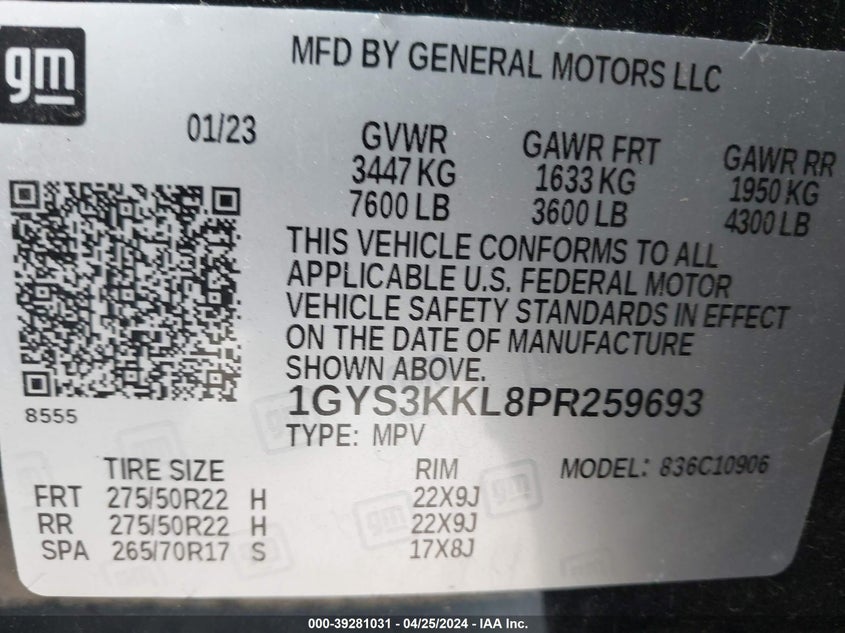 gm
MFD BY GENERAL MOTORS LLC
01/23
GVWR
3447 KG
7600 LB
GAWR FRT
1633 KG
3600 LB
GAWR RR
1950 KG
4300 LB
THIS VEHICLE CONFORMS TO ALL
APPLICABLE U.S. FEDERAL MOTOR
VEHICLE SAFETY STANDARDS IN EFFECT
ON THE DATE OF MANUFACTURE
SHOWN ABOVE.
8555
1GYS3KKL8PR259693
TYPE: MPV
TIRE SIZE RIM MODEL: 836C10906
FRT 275/50R22 H 22X9J
RR 275/50R22 H 22X9J
SPA 265/70R17 S 17X8J
gm
gm
gm
000-39281031 - 04/25/2024 - IAA Inc.